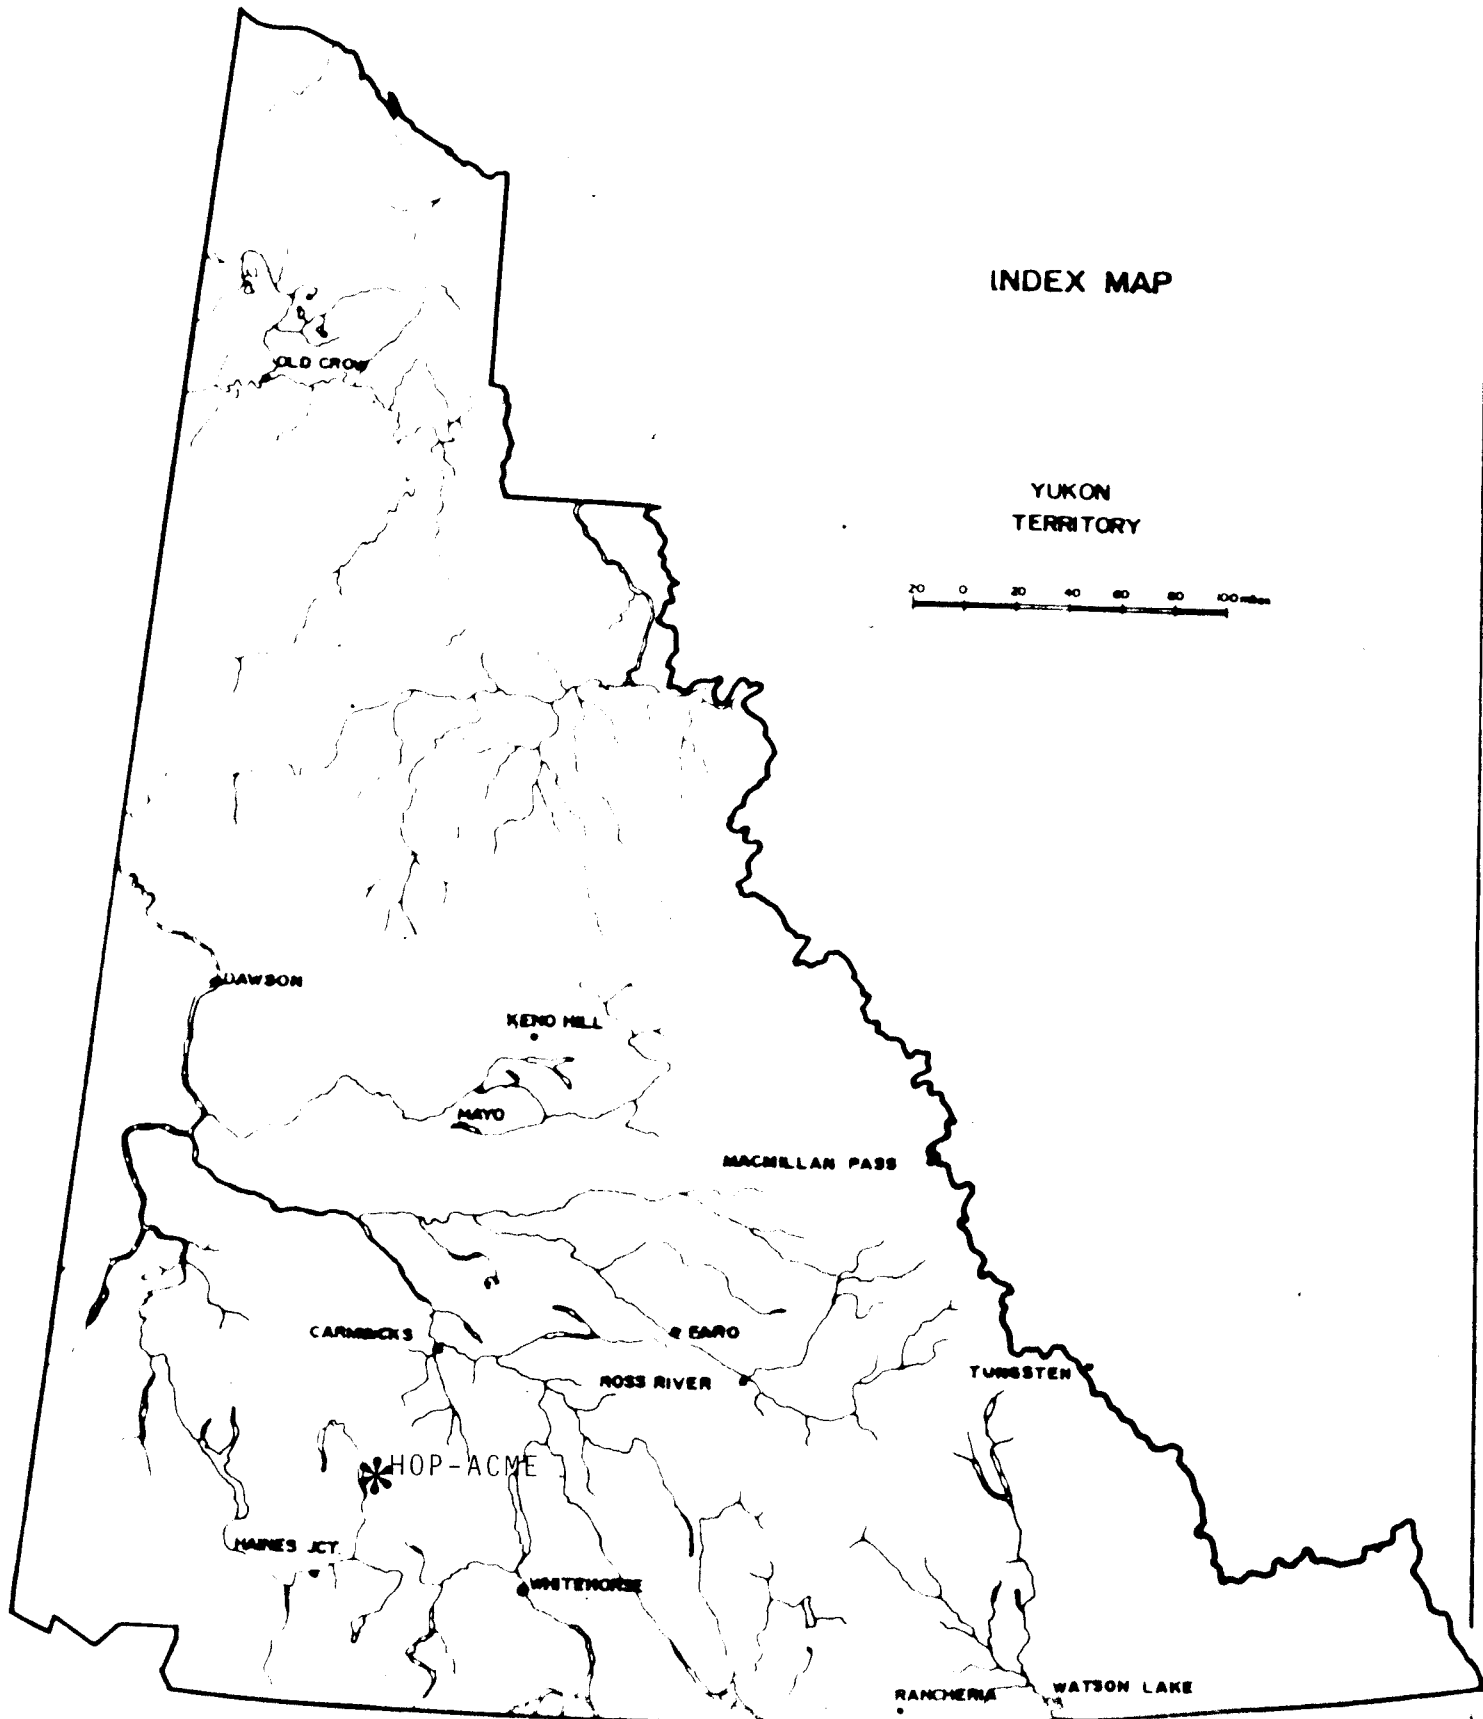 INDEX MAP
OLD CROW
YUKON
TERRITORY
20 0 20 40 60 80 100 miles
DAWSON
KENO HILL
MAYO
MACMILLAN PASS
CARMACKS
FARO
ROSS RIVER
TUNGSTEN
HOP-ACME
HAINES JCT.
WHITEHORSE
RANCHERIA
WATSON LAKE